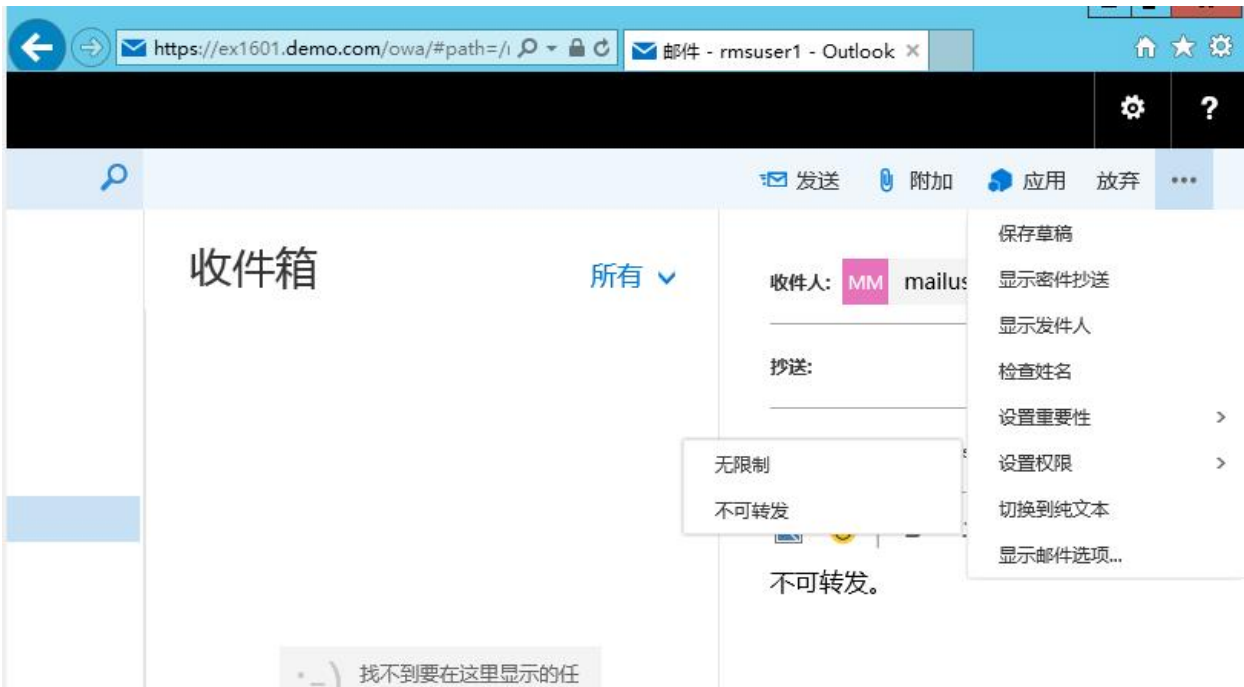 https://ex1601.demo.com/owa/#path=/
邮件 - rmsuser1 - Outlook
?
发送 附加 应用 放弃 ...
保存草稿
收件箱
所有
显示密件抄送
收件人: MM mailus
显示发件人
抄送:
检查姓名
设置重要性
无限制
设置权限
不可转发
切换到纯文本
显示邮件选项...
不可转发。
找不到要在这里显示的任